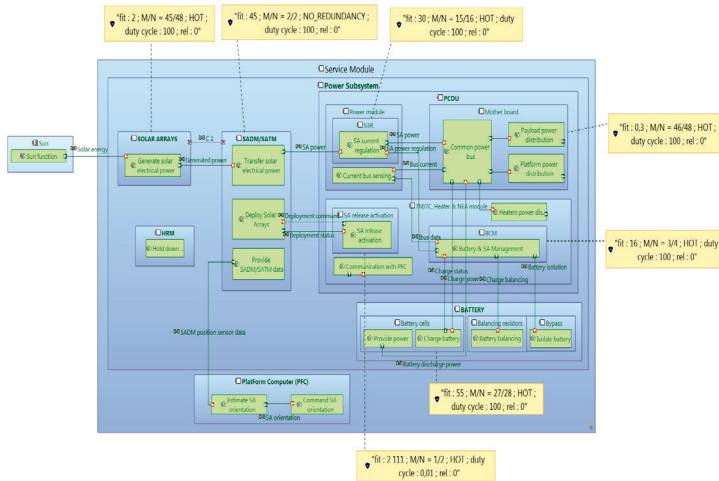 "fit : 2 ; M/N = 45/48 ; HOT ;
duty cycle : 100 ; rel : 0"
"fit : 45 ; M/N = 2/2 ; NO_REDUNDANCY ;
duty cycle : 100 ; rel : 0"
"fit : 30 ; M/N = 15/16 ; HOT ; duty
cycle : 100 ; rel : 0"
Service Module
Power Subsystem
Sun
Sun function
Solar energy
SOLAR ARRAYS
Generate solar
electrical power
C 1
Generated power
SADM/SATM
Transfer solar
electrical power
SA power
Deploy Solar
Arrays
Deployment command
Deployment status
Provide
SADM/SATM data
HRM
Hold down ..
PCDU
Power module
S3R
SA current
regulation
SA power
SA power regulation
Current bus sensing
Bus current
Mother board
Common power
bus
Payload power
distribution
Platform power
distribution
"fit : 0,3 ; M/N = 46/48 ; HOT ;
duty cycle : 100 ; rel : 0"
TM/TC, Heater & NEA module
SA release activation
SA release
activation
Communication with PFC
Heaters power dis..
BCM
Bus data
Battery & SA Management
"fit : 16 ; M/N = 3/4 ; HOT ; duty
cycle : 100 ; rel : 0"
Charge status
Charge power
Charge balancing
Battery isolation
BATTERY
Battery cells
Provide power
Charge battery
Balancing resistors
Battery balancing
Bypass
Isolate battery
Battery discharge power
SADM position sensor data
Platform Computer (PFC)
Estimate SA
orientation
Command SA
orientation
SA orientation
"fit : 55 ; M/N = 27/28 ; HOT ;
duty cycle : 100 ; rel : 0"
"fit : 2 111 ; M/N = 1/2 ; HOT ; duty
cycle : 0,01 ; rel : 0"